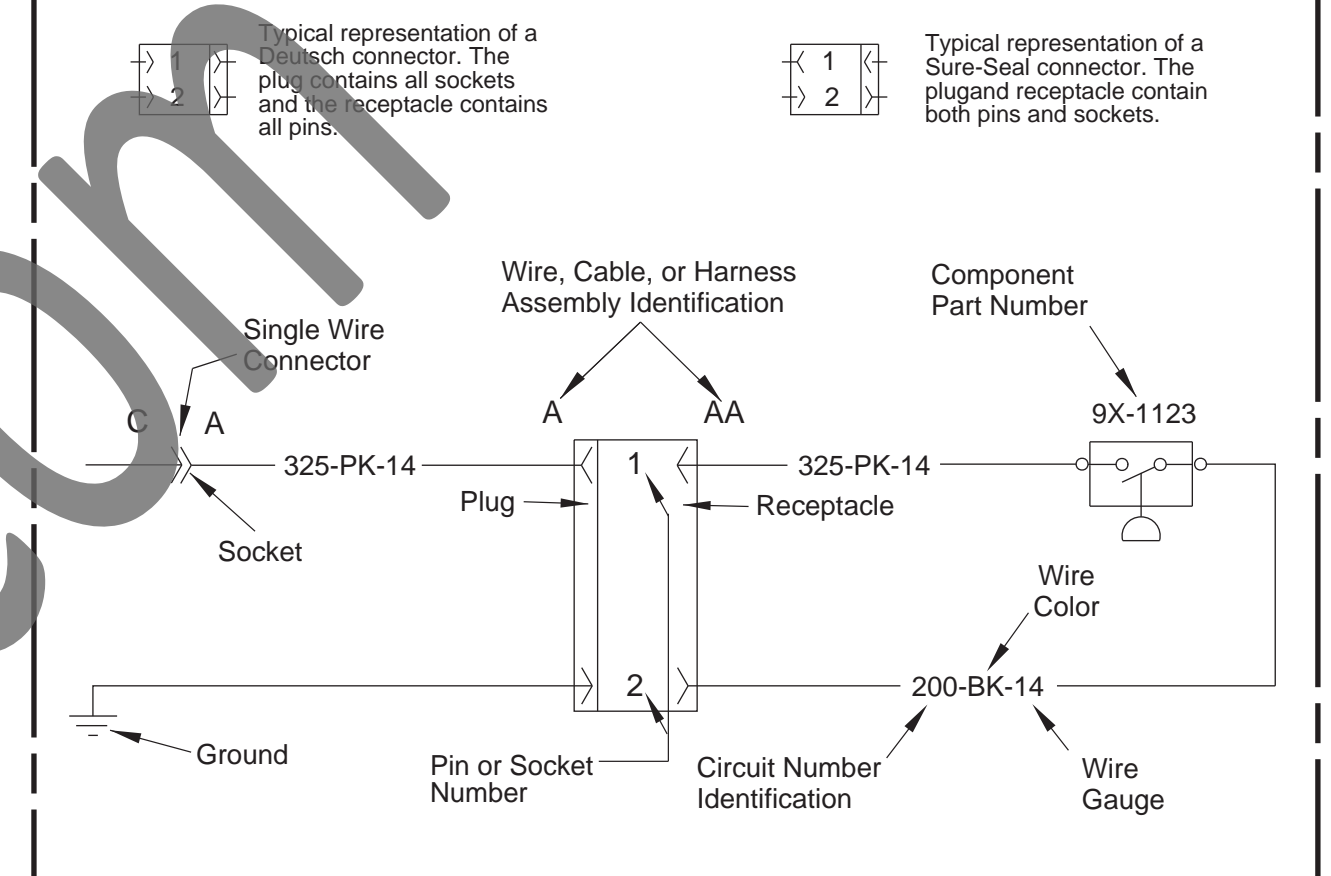 Typical representation of a
Deutsch connector. The
plug contains all sockets
and the receptacle contains
all pins.
1
2
Typical representation of a
Sure-Seal connector. The
plugand receptacle contain
both pins and sockets.
1
2
Wire, Cable, or Harness
Assembly Identification
Component
Part Number
Single Wire
Connector
C
A
A
AA
9X-1123
325-PK-14
1
325-PK-14
Plug
Receptacle
Socket
Wire
Color
2
200-BK-14
Ground
Pin or Socket
Number
Circuit Number
Identification
Wire
Gauge
com